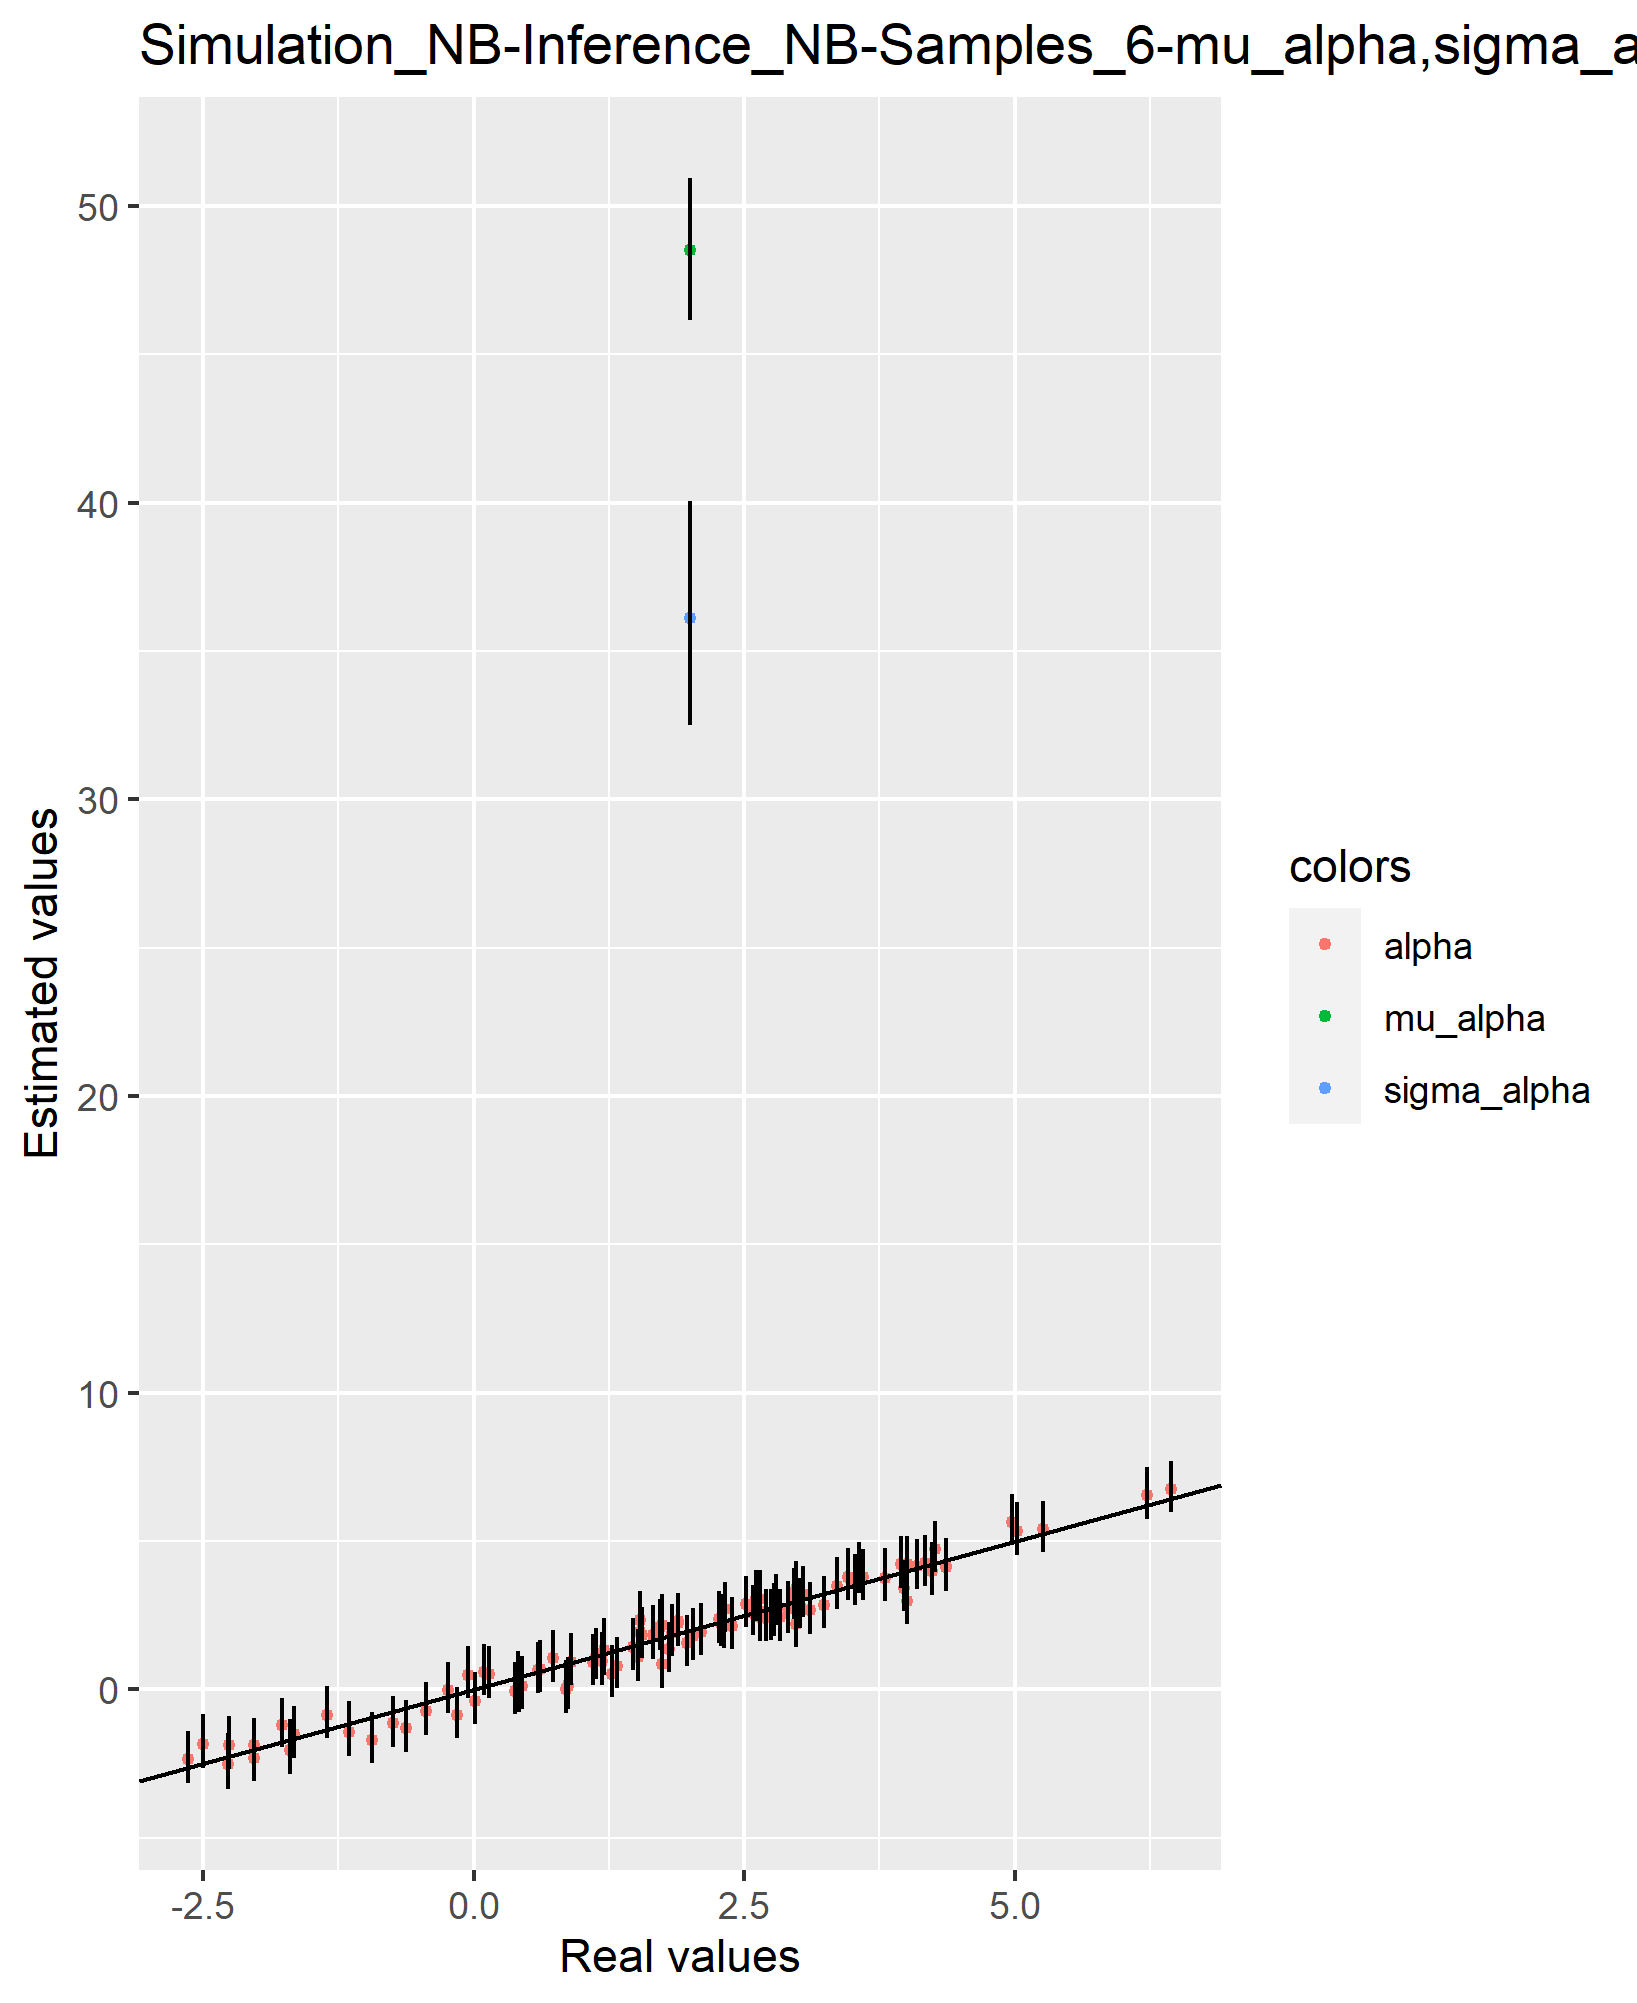 Simulation_NB-Inference_NB-Samples_6-mu_alpha,sigma_a
50
40
30
20
10
0
Estimated values
-2.5
0.0
2.5
5.0
Real values
colors
alpha
mu_alpha
sigma_alpha